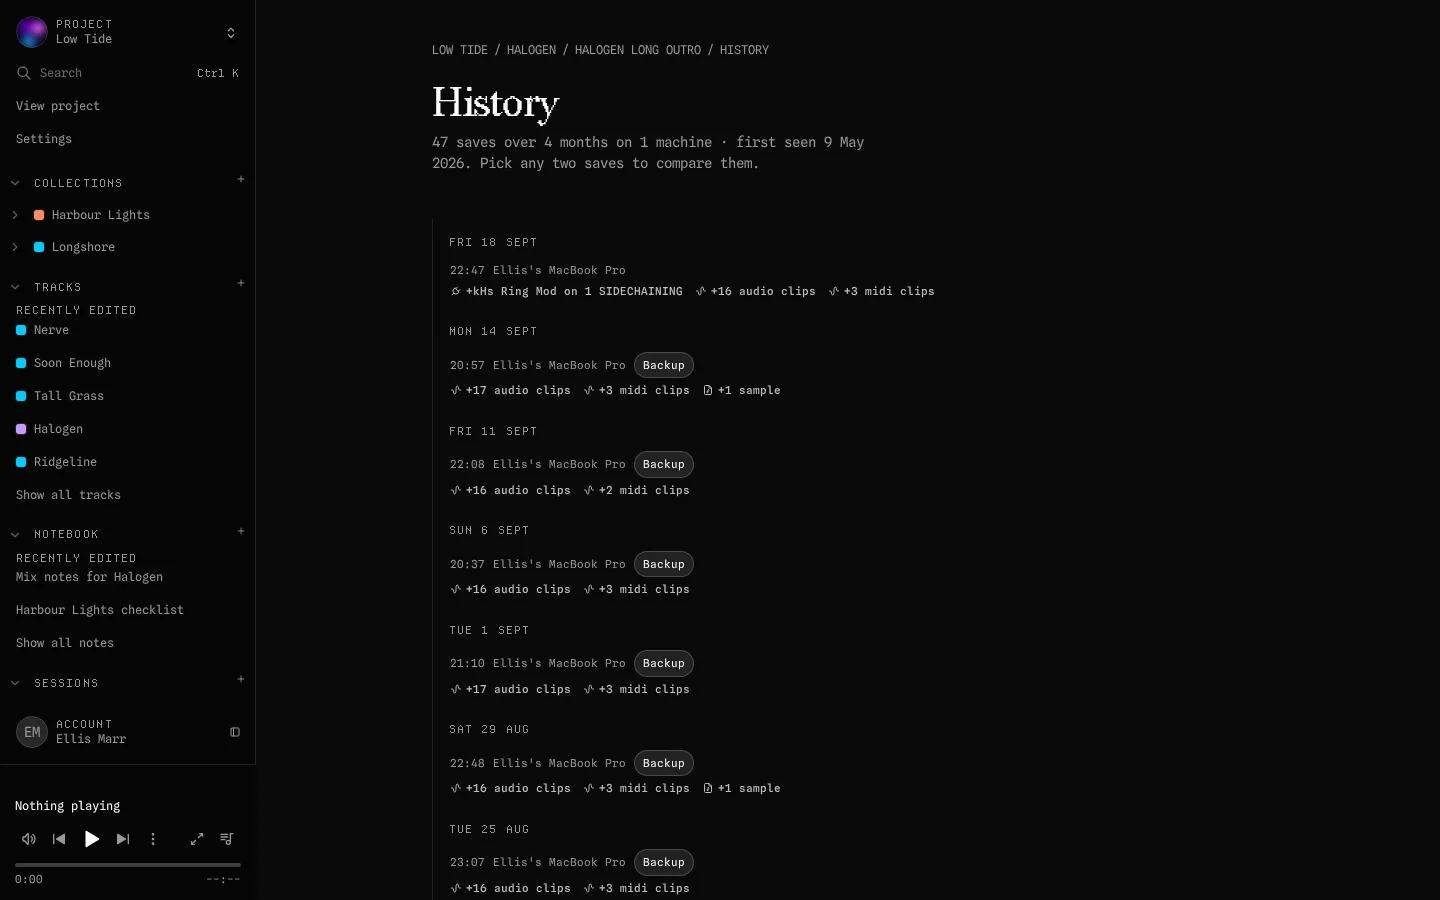 PROJECT
Low Tide
Search Ctrl K
View project
Settings
COLLECTIONS
Harbour Lights
Longshore
TRACKS
RECENTLY EDITED
Nerve
Soon Enough
Tall Grass
Halogen
Ridgeline
Show all tracks
NOTEBOOK
RECENTLY EDITED
Mix notes for Halogen
Harbour Lights checklist
Show all notes
SESSIONS
EM
ACCOUNT
Ellis Marr
Nothing playing
0:00 --:--
LOW TIDE / HALOGEN / HALOGEN LONG OUTRO / HISTORY
History
47 saves over 4 months on 1 machine · first seen 9 May
2026. Pick any two saves to compare them.
FRI 18 SEPT
22:47 Ellis's MacBook Pro
+kHs Ring Mod on 1 SIDECHAINING +16 audio clips +3 midi clips
MON 14 SEPT
20:57 Ellis's MacBook Pro Backup
+17 audio clips +3 midi clips +1 sample
FRI 11 SEPT
22:08 Ellis's MacBook Pro Backup
+16 audio clips +2 midi clips
SUN 6 SEPT
20:37 Ellis's MacBook Pro Backup
+16 audio clips +3 midi clips
TUE 1 SEPT
21:10 Ellis's MacBook Pro Backup
+17 audio clips +3 midi clips
SAT 29 AUG
22:48 Ellis's MacBook Pro Backup
+16 audio clips +3 midi clips +1 sample
TUE 25 AUG
23:07 Ellis's MacBook Pro Backup
+16 audio clips +3 midi clips